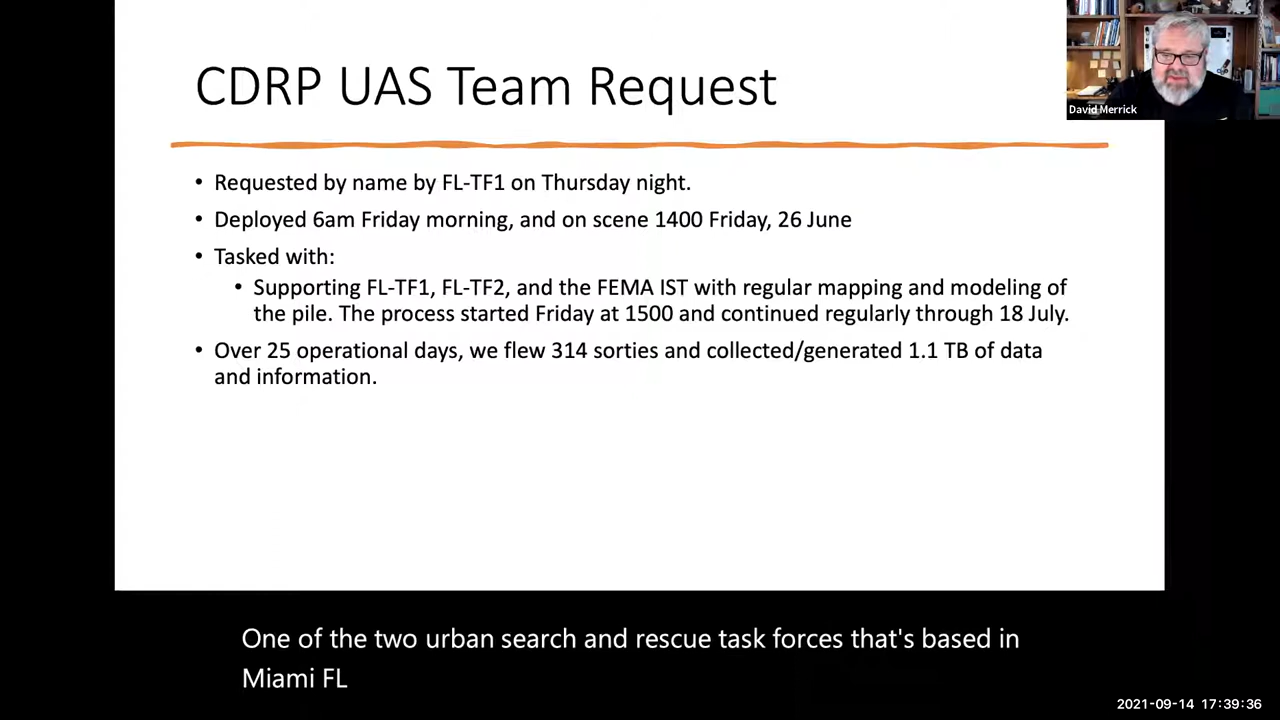 CDRP UAS Team Request
David Merrick
• Requested by name by FL-TF1 on Thursday night.
• Deployed 6am Friday morning, and on scene 1400 Friday, 26 June
• Tasked with:
• Supporting FL-TF1, FL-TF2, and the FEMA IST with regular mapping and modeling of
the pile. The process started Friday at 1500 and continued regularly through 18 July.
• Over 25 operational days, we flew 314 sorties and collected/generated 1.1 TB of data
and information.
One of the two urban search and rescue task forces that's based in
Miami FL
2021-09-14 17:39:36